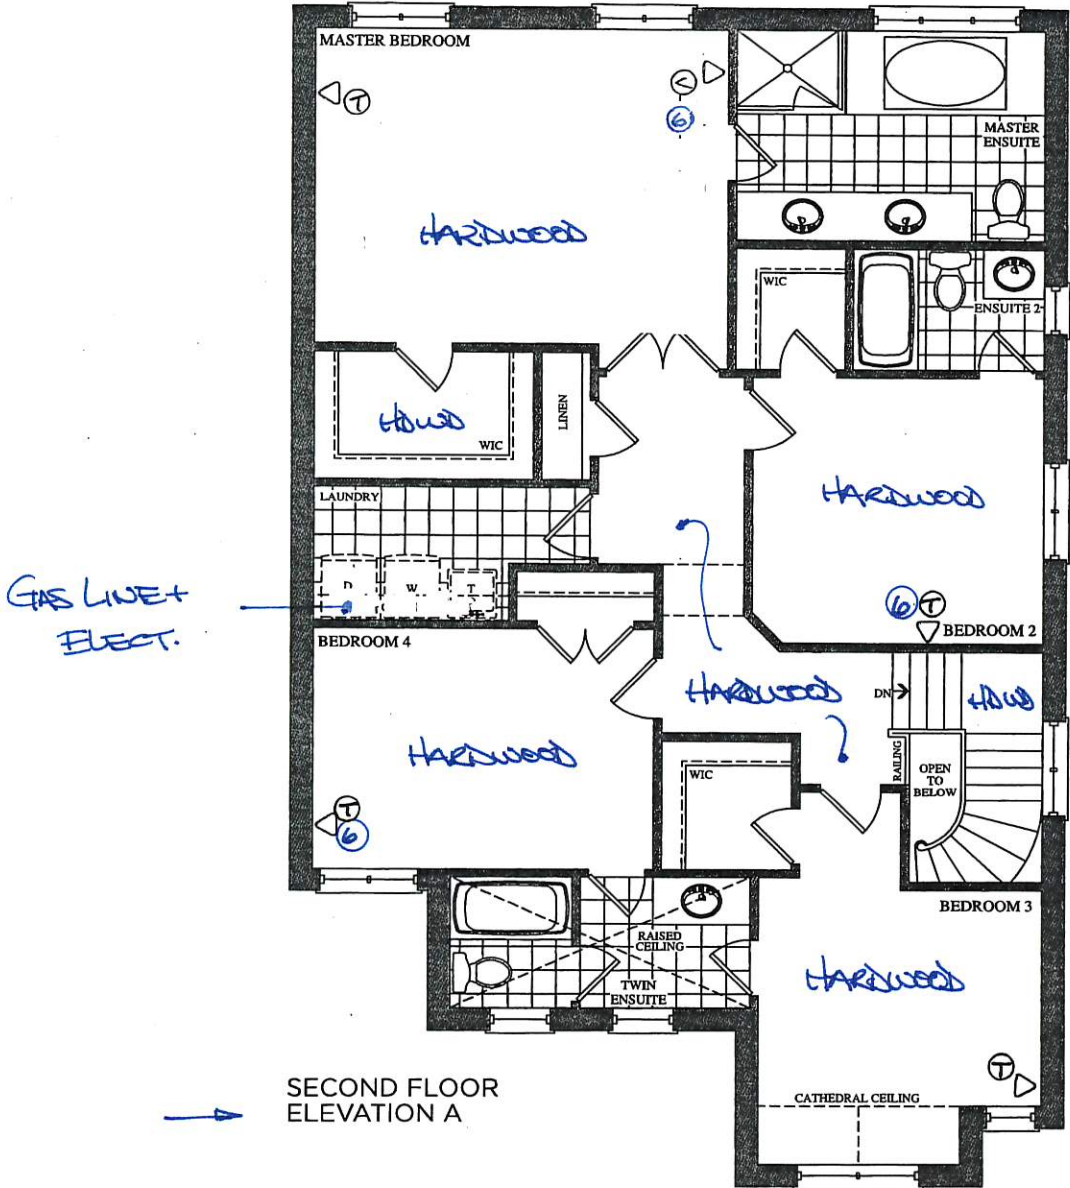 MASTER BEDROOM
T
V
6
MASTER
ENSUITE
HARDWOOD
WIC
ENSUITE 2
HDWD
WIC
LINEN
HARDWOOD
LAUNDRY
D
W
T
GAS LINE +
ELECT.
6
T
BEDROOM 2
BEDROOM 4
HARDWOOD
DN
HDWD
HARDWOOD
WIC
RAILING
OPEN
TO
BELOW
T
6
BEDROOM 3
RAISED
CEILING
TWIN
ENSUITE
HARDWOOD
T
CATHEDRAL CEILING
SECOND FLOOR
ELEVATION A